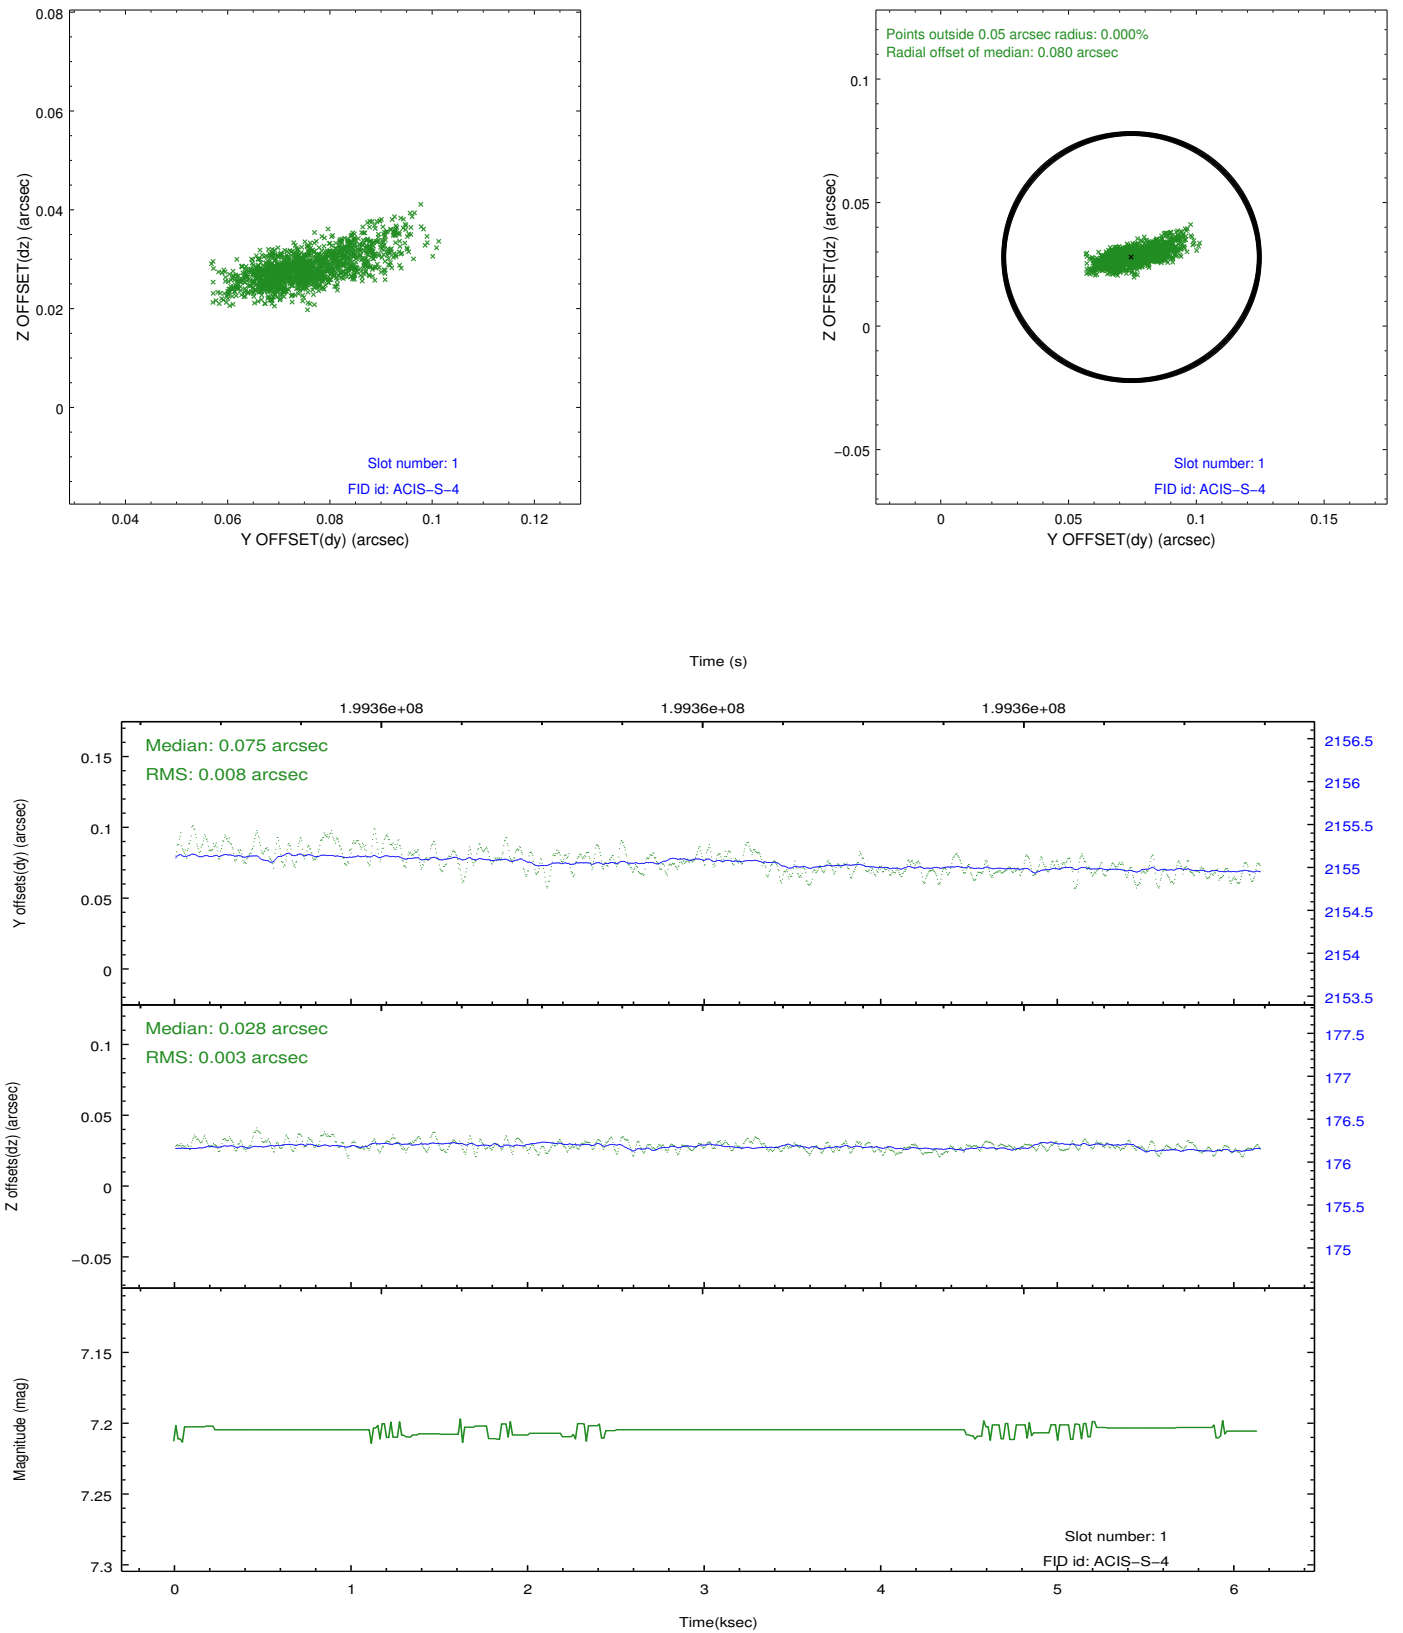 0.08
0.06
0.04
0.02
0
Z OFFSET(dz) (arcsec)
Slot number: 1
FID id: ACIS−S−4
0.04 0.06 0.08 0.1 0.12
Y OFFSET(dy) (arcsec)
Points outside 0.05 arcsec radius: 0.000%
Radial offset of median: 0.080 arcsec
0.1
0.05
0
−0.05
Z OFFSET(dz) (arcsec)
Slot number: 1
FID id: ACIS−S−4
0 0.05 0.1 0.15
Y OFFSET(dy) (arcsec)
Time (s)
1.9936e+08 1.9936e+08 1.9936e+08
Median: 0.075 arcsec
RMS: 0.008 arcsec
0.15
0.1
0.05
0
Y offsets(dy) (arcsec)
2156.5
2156
2155.5
2155
2154.5
2154
2153.5
Median: 0.028 arcsec
RMS: 0.003 arcsec
0.1
0.05
0
−0.05
Z offsets(dz) (arcsec)
177.5
177
176.5
176
175.5
175
7.15
7.2
7.25
7.3
Magnitude (mag)
Slot number: 1
FID id: ACIS−S−4
0 1 2 3 4 5 6
Time(ksec)